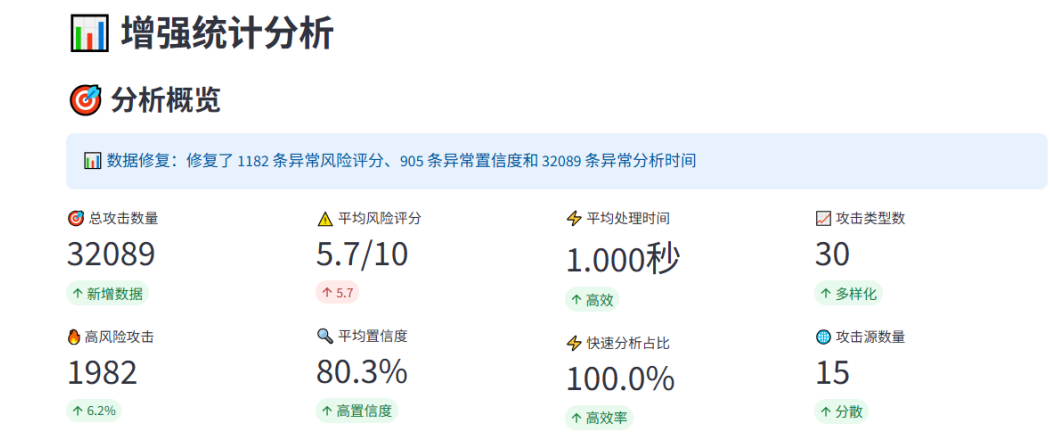 增强统计分析
分析概览
数据修复：修复了 1182 条异常风险评分、905 条异常置信度和 32089 条异常分析时间
总攻击数量
32089
↑ 新增数据
平均风险评分
5.7/10
↑ 5.7
平均处理时间
1.000秒
↑ 高效
攻击类型数
30
↑ 多样化
高风险攻击
1982
↑ 6.2%
平均置信度
80.3%
↑ 高置信度
快速分析占比
100.0%
↑ 高效率
攻击源数量
15
↑ 分散